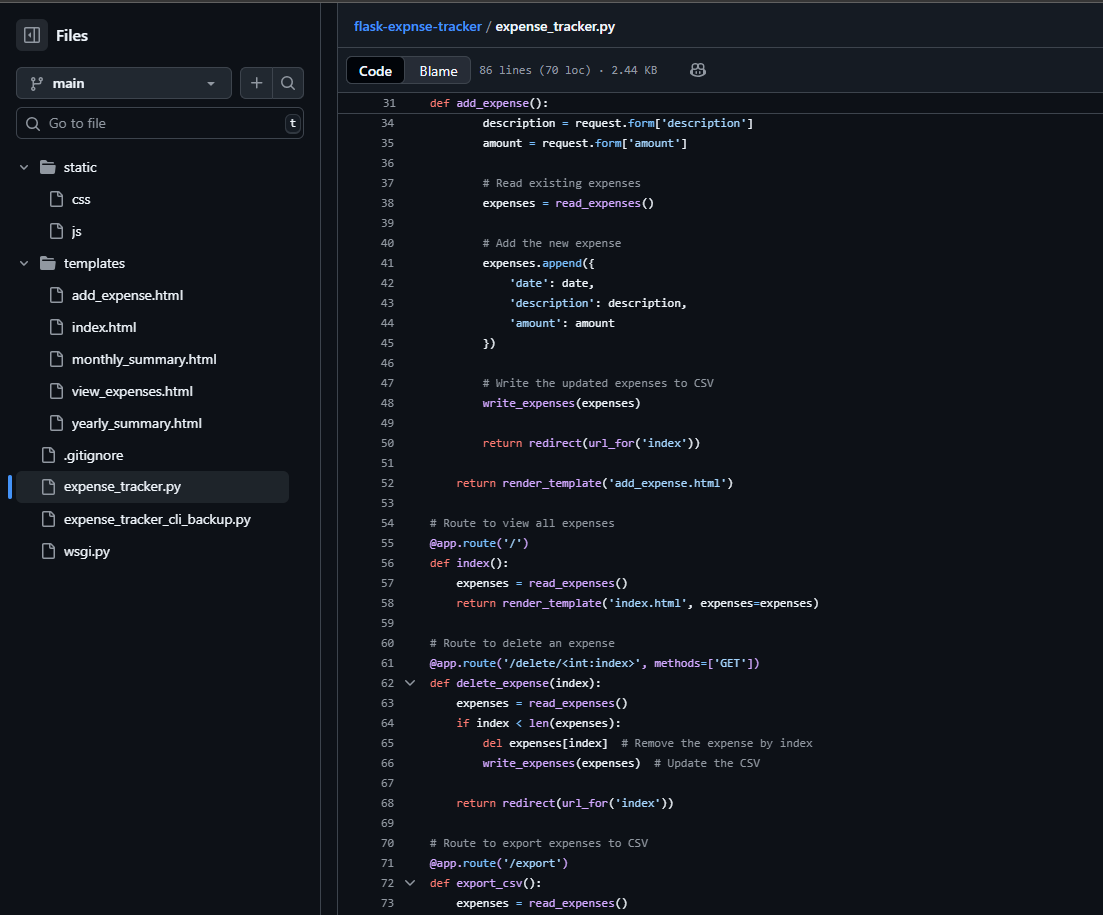 Files
main
Go to file
t
static
css
js
templates
add_expense.html
index.html
monthly_summary.html
view_expenses.html
yearly_summary.html
.gitignore
expense_tracker.py
expense_tracker_cli_backup.py
wsgi.py
flask-expnse-tracker / expense_tracker.py
Code Blame 86 lines (70 loc) · 2.44 KB
31 def add_expense():
34         description = request.form['description']
35         amount = request.form['amount']
36
37         # Read existing expenses
38         expenses = read_expenses()
39
40         # Add the new expense
41         expenses.append({
42             'date': date,
43             'description': description,
44             'amount': amount
45         })
46
47         # Write the updated expenses to CSV
48         write_expenses(expenses)
49
50         return redirect(url_for('index'))
51
52     return render_template('add_expense.html')
53
54 # Route to view all expenses
55 @app.route('/')
56 def index():
57     expenses = read_expenses()
58     return render_template('index.html', expenses=expenses)
59
60 # Route to delete an expense
61 @app.route('/delete/<int:index>', methods=['GET'])
62 def delete_expense(index):
63     expenses = read_expenses()
64     if index < len(expenses):
65         del expenses[index]  # Remove the expense by index
66         write_expenses(expenses)  # Update the CSV
67
68     return redirect(url_for('index'))
69
70 # Route to export expenses to CSV
71 @app.route('/export')
72 def export_csv():
73     expenses = read_expenses()